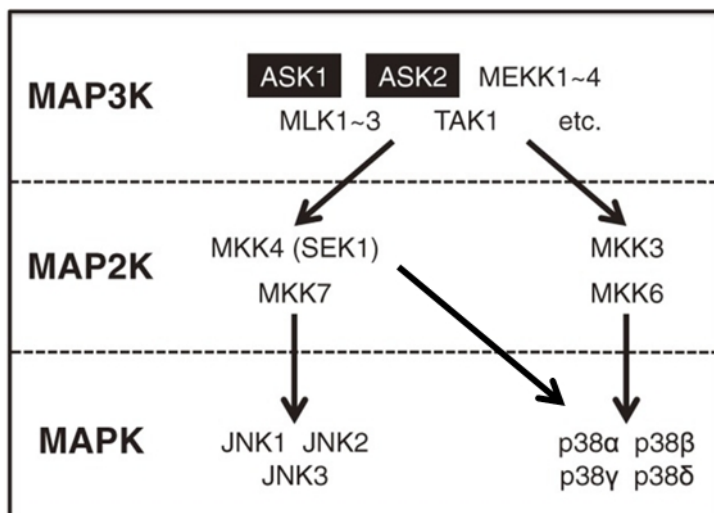 MAP3K
ASK1 ASK2 MEKK1~4
MLK1~3 TAK1 etc.
MAP2K
MKK4 (SEK1) MKK3
MKK7 MKK6
MAPK
JNK1 JNK2 p38α p38β
JNK3 p38γ p38δ